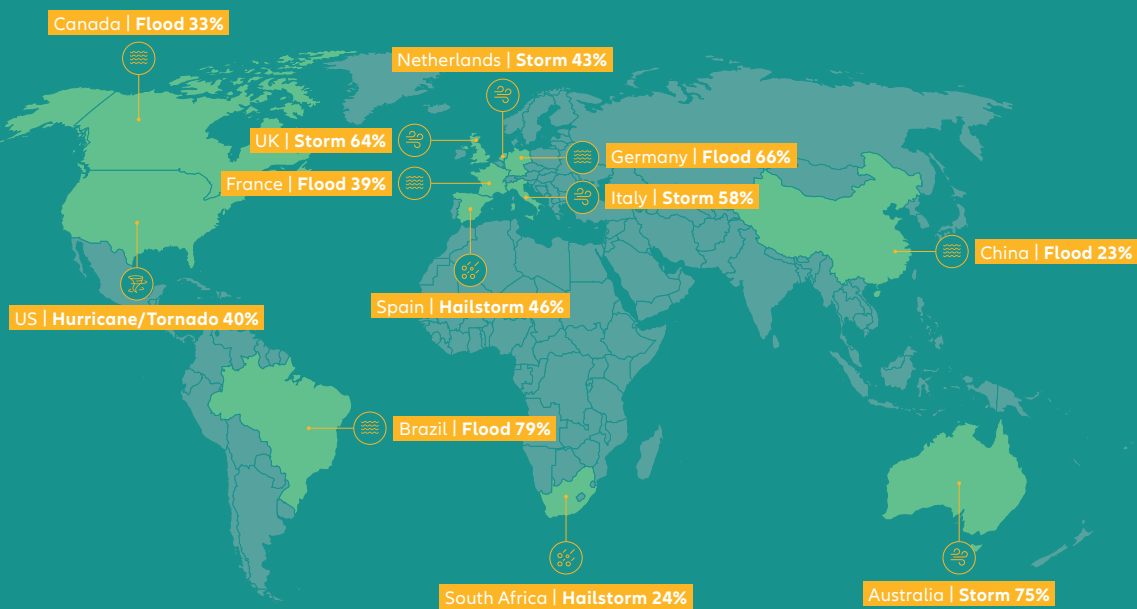 Canada | Flood 33%
Netherlands | Storm 43%
UK | Storm 64%
Germany | Flood 66%
France | Flood 39%
Italy | Storm 58%
China | Flood 23%
Spain | Hailstorm 46%
US | Hurricane/Tornado 40%
Brazil | Flood 79%
South Africa | Hailstorm 24%
Australia | Storm 75%